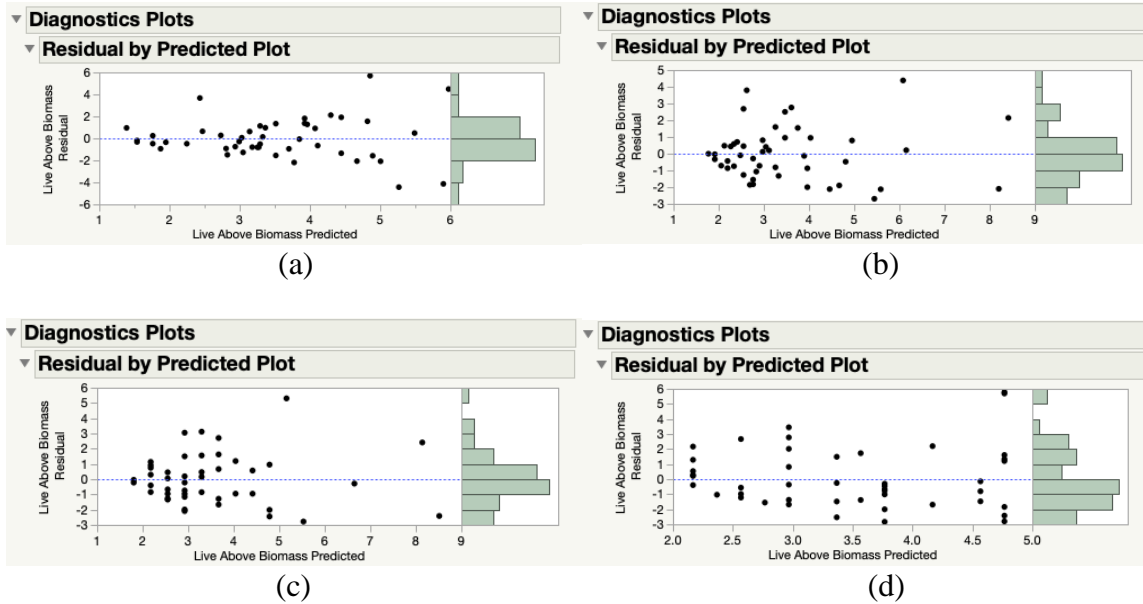 Diagnostics Plots
Residual by Predicted Plot
Live Above Biomass
Residual
6
4
2
0
-2
-4
-6
1 2 3 4 5 6
Live Above Biomass Predicted
(a)
Diagnostics Plots
Residual by Predicted Plot
Live Above Biomass
Residual
5
4
3
2
1
0
-1
-2
-3
1 2 3 4 5 6 7 8 9
Live Above Biomass Predicted
(b)
Diagnostics Plots
Residual by Predicted Plot
Live Above Biomass
Residual
6
5
4
3
2
1
0
-1
-2
-3
1 2 3 4 5 6 7 8 9
Live Above Biomass Predicted
(c)
Diagnostics Plots
Residual by Predicted Plot
Live Above Biomass
Residual
6
5
4
3
2
1
0
-1
-2
-3
2.0 2.5 3.0 3.5 4.0 4.5 5.0
Live Above Biomass Predicted
(d)